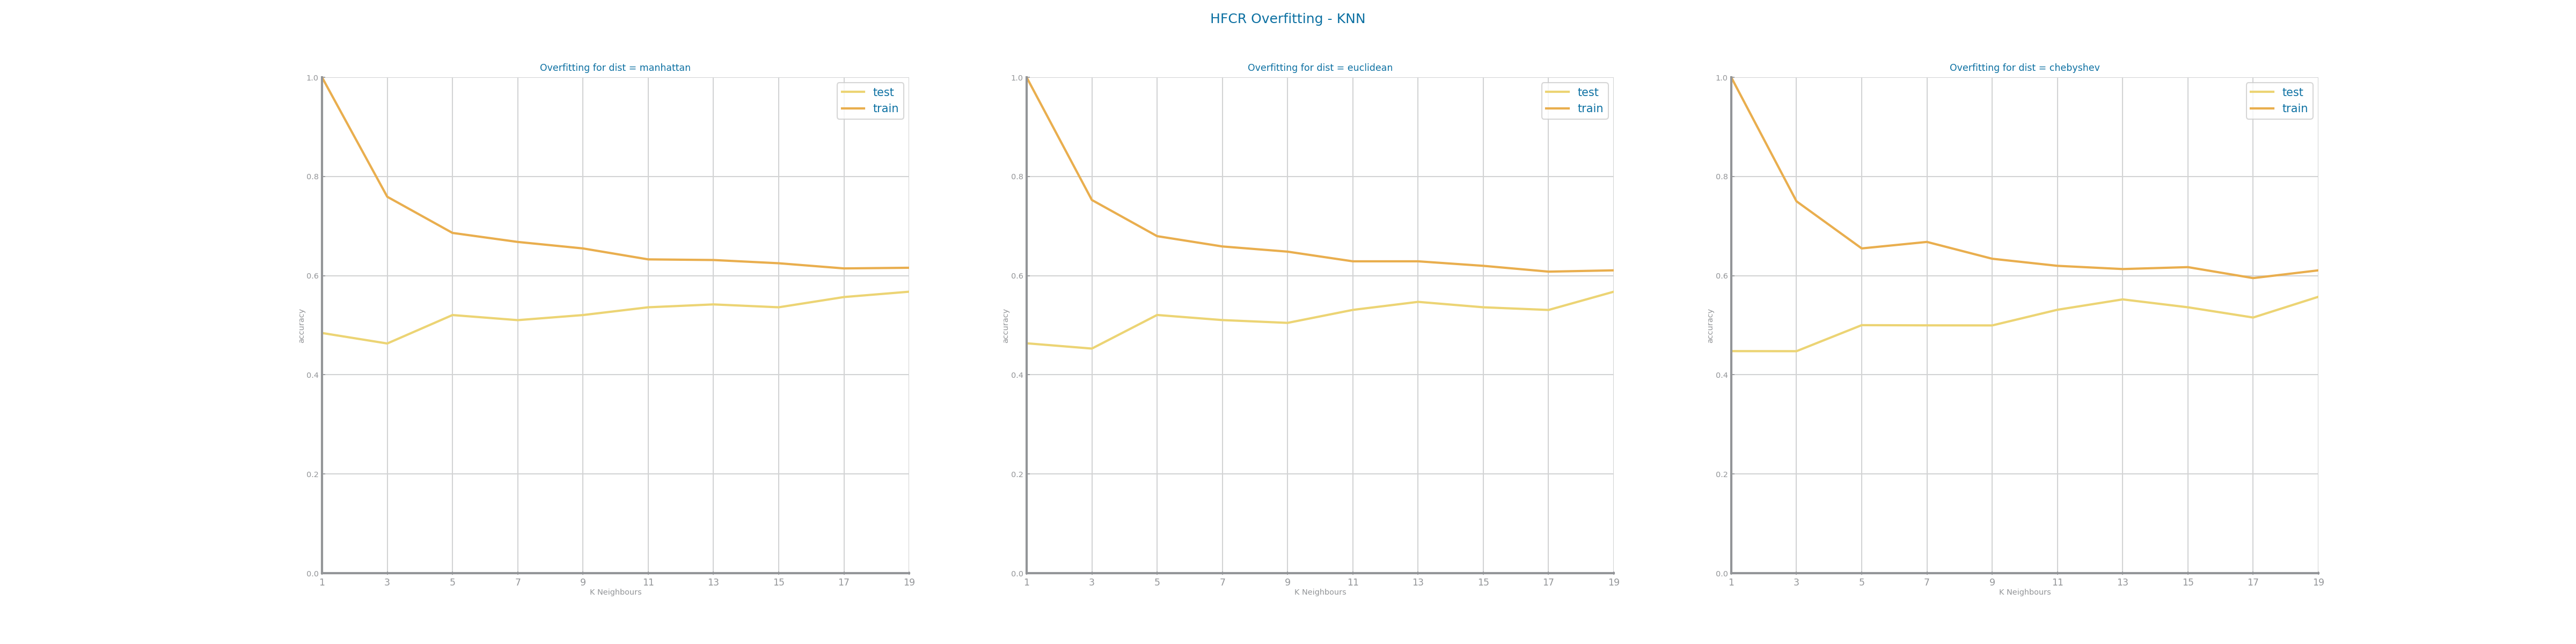 HFCR Overfitting - KNN
Overfitting for dist = manhattan
1.0
0.8
0.6
0.4
0.2
0.0
accuracy
test
train
1 3 5 7 9 11 13 15 17 19
K Neighbours
Overfitting for dist = euclidean
1.0
0.8
0.6
0.4
0.2
0.0
accuracy
test
train
1 3 5 7 9 11 13 15 17 19
K Neighbours
Overfitting for dist = chebyshev
1.0
0.8
0.6
0.4
0.2
0.0
accuracy
test
train
1 3 5 7 9 11 13 15 17 19
K Neighbours